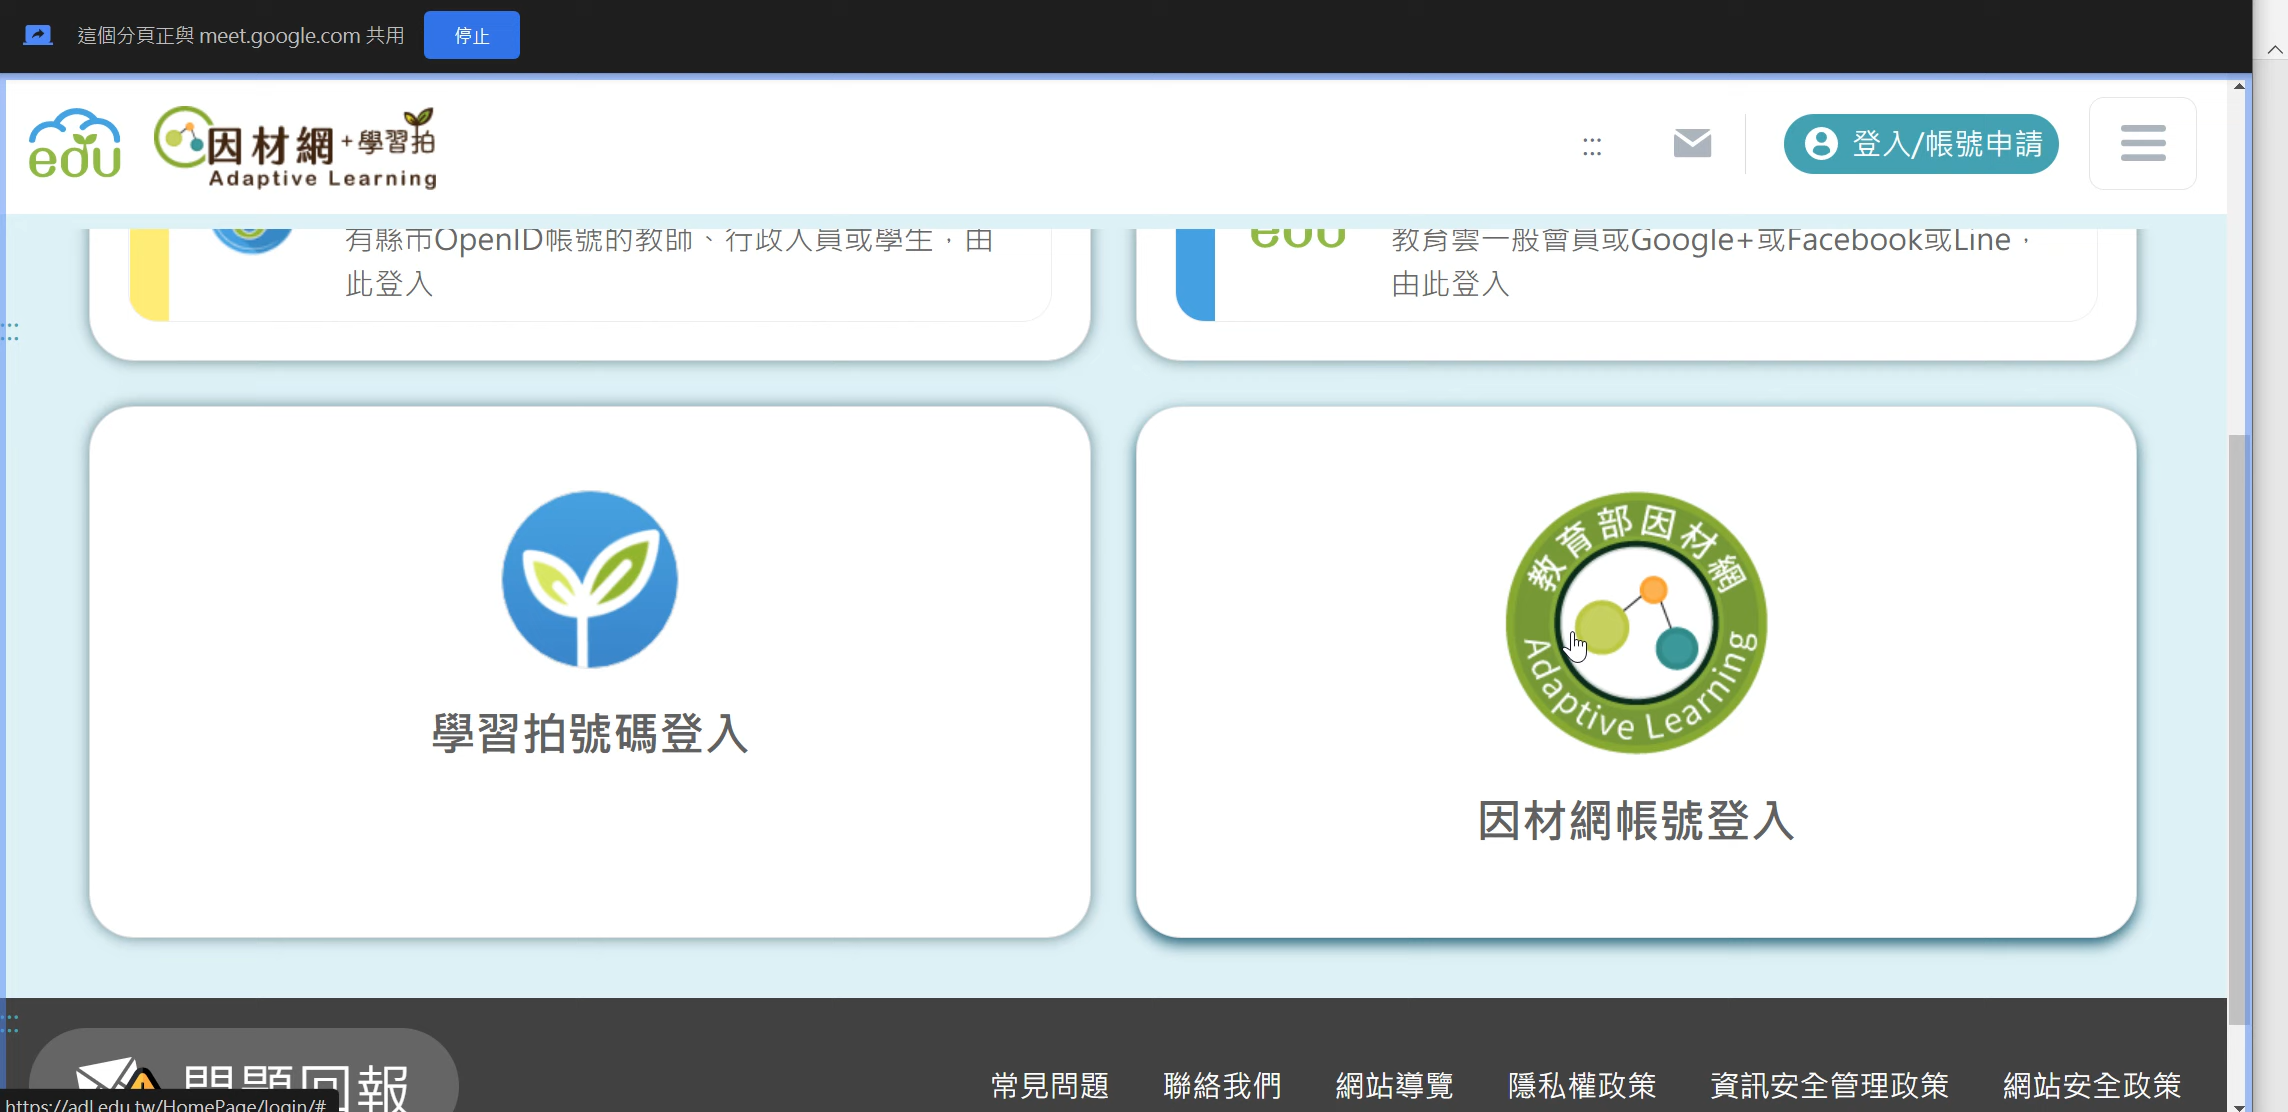 這個分頁正與 meet.google.com 共用
停止
edu
因材網+學習拍
Adaptive Learning
登入/帳號申請
有縣市OpenID帳號的教師、行政人員或學生，由
此登入
edu
教育雲一般會員或Google+或Facebook或Line，
由此登入
學習拍號碼登入
教育部因材網
Adaptive Learning
因材網帳號登入
問題回報
常見問題
聯絡我們
網站導覽
隱私權政策
資訊安全管理政策
網站安全政策
https://adl.edu.tw/HomePage/login/#